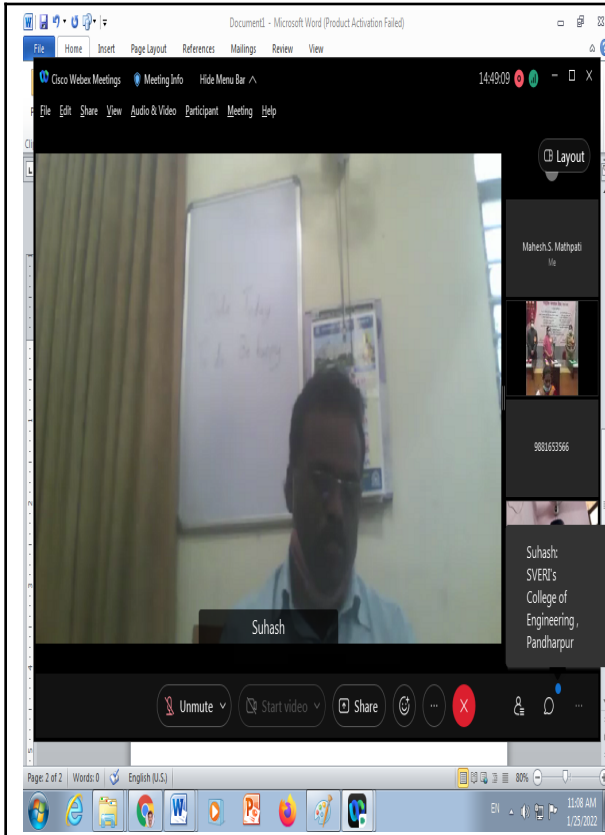 Document1 - Microsoft Word (Product Activation Failed)
File Home Insert Page Layout References Mailings Review View
Cisco Webex Meetings Meeting Info Hide Menu Bar 14:49:09
File Edit Share View Audio & Video Participant Meeting Help
Layout
Mahesh.S. Mathpati
Me
Be happy
9881653566
Suhash:
SVERI's
College of
Engineering ,
Pandharpur
Suhash
Unmute Start video Share
Page: 2 of 2 Words: 0 English (U.S.) 80%
EN 11:08 AM
1/25/2022